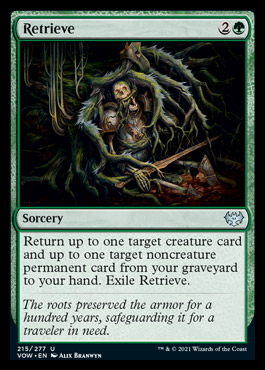 Retrieve 2
Sorcery
Return up to one target creature card
and up to one target noncreature
permanent card from your graveyard
to your hand. Exile Retrieve.
The roots preserved the armor for a
hundred years, safeguarding it for a
traveler in need.
215/277 U
VOW • EN Alix Branwyn
™ & © 2021 Wizards of the Coast